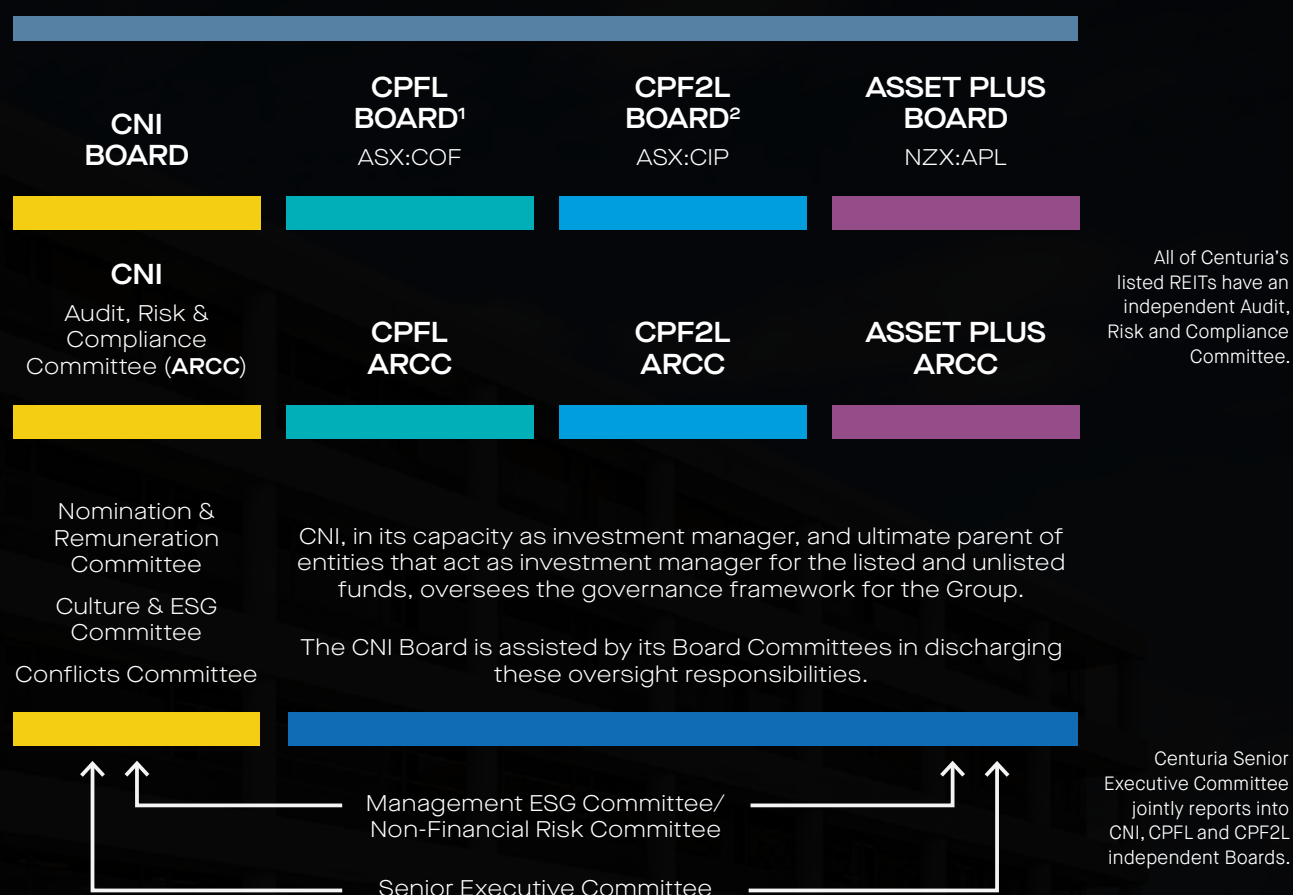 CNI
BOARD
CPFL
BOARD¹
ASX:COF
CPF2L
BOARD²
ASX:CIP
ASSET PLUS
BOARD
NZX:APL
CNI
Audit, Risk &
Compliance
Committee (ARCC)
CPFL
ARCC
CPF2L
ARCC
ASSET PLUS
ARCC
All of Centuria's
listed REITs have an
independent Audit,
Risk and Compliance
Committee.
Nomination &
Remuneration
Committee
Culture & ESG
Committee
Conflicts Committee
CNI, in its capacity as investment manager, and ultimate parent of
entities that act as investment manager for the listed and unlisted
funds, oversees the governance framework for the Group.
The CNI Board is assisted by its Board Committees in discharging
these oversight responsibilities.
Management ESG Committee/
Non-Financial Risk Committee
Senior Executive Committee
Centuria Senior
Executive Committee
jointly reports into
CNI, CPFL and CPF2L
independent Boards.